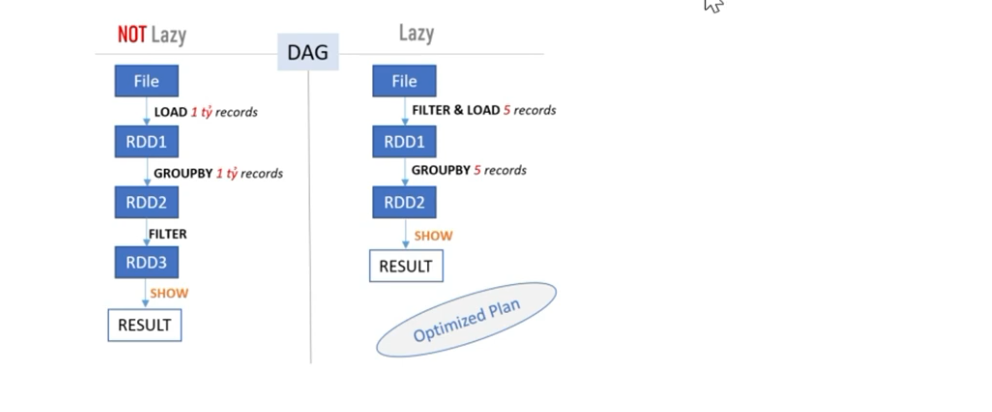 NOT Lazy
DAG
Lazy
File
LOAD 1 tỷ records
RDD1
GROUPBY 1 tỷ records
RDD2
FILTER
RDD3
SHOW
RESULT
File
FILTER & LOAD 5 records
RDD1
GROUPBY 5 records
RDD2
SHOW
RESULT
Optimized Plan